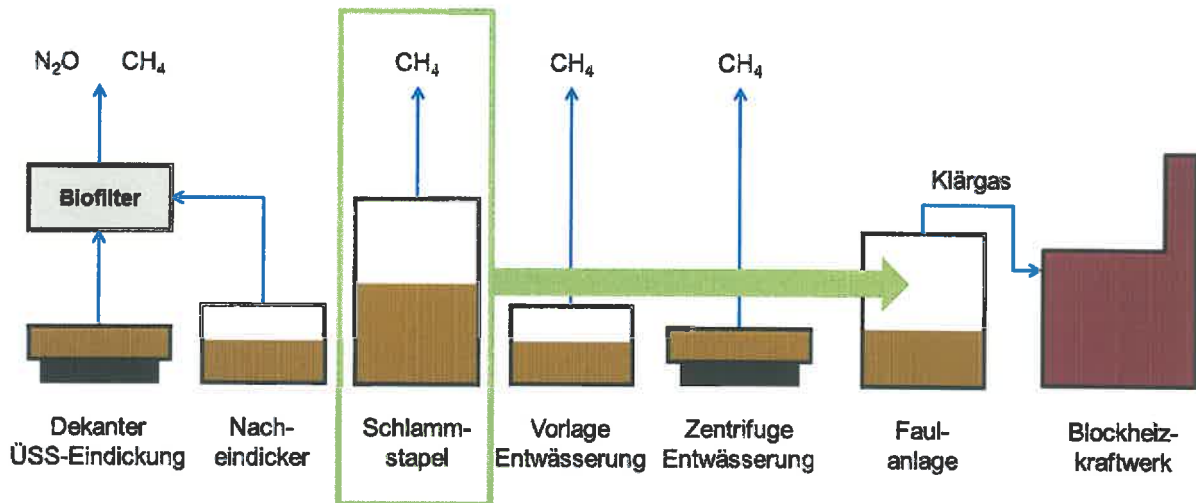 N₂O CH₄
CH₄
CH₄
CH₄
Biofilter
Klärgas
Dekanter
ÜSS-Eindickung
Nach-
eindicker
Schlamm-
stapel
Vorlage
Entwässerung
Zentrifuge
Entwässerung
Faul-
anlage
Blockheiz-
kraftwerk